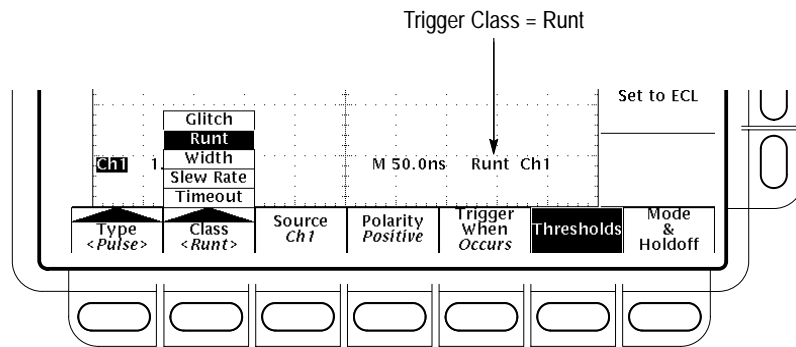 Trigger Class = Runt
Set to ECL
Glitch
Runt
Width
Slew Rate
Timeout
Ch1 1. M 50.0ns Runt Ch1
Type
<Pulse>
Class
<Runt>
Source
Ch1
Polarity
Positive
Trigger
When
Occurs
Thresholds
Mode
&
Holdoff